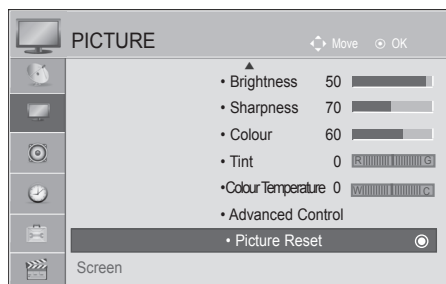 PICTURE Move OK
• Brightness 50
• Sharpness 70
• Colour 60
• Tint 0 R G
•Colour Temperature 0 W C
• Advanced Control
• Picture Reset
Screen